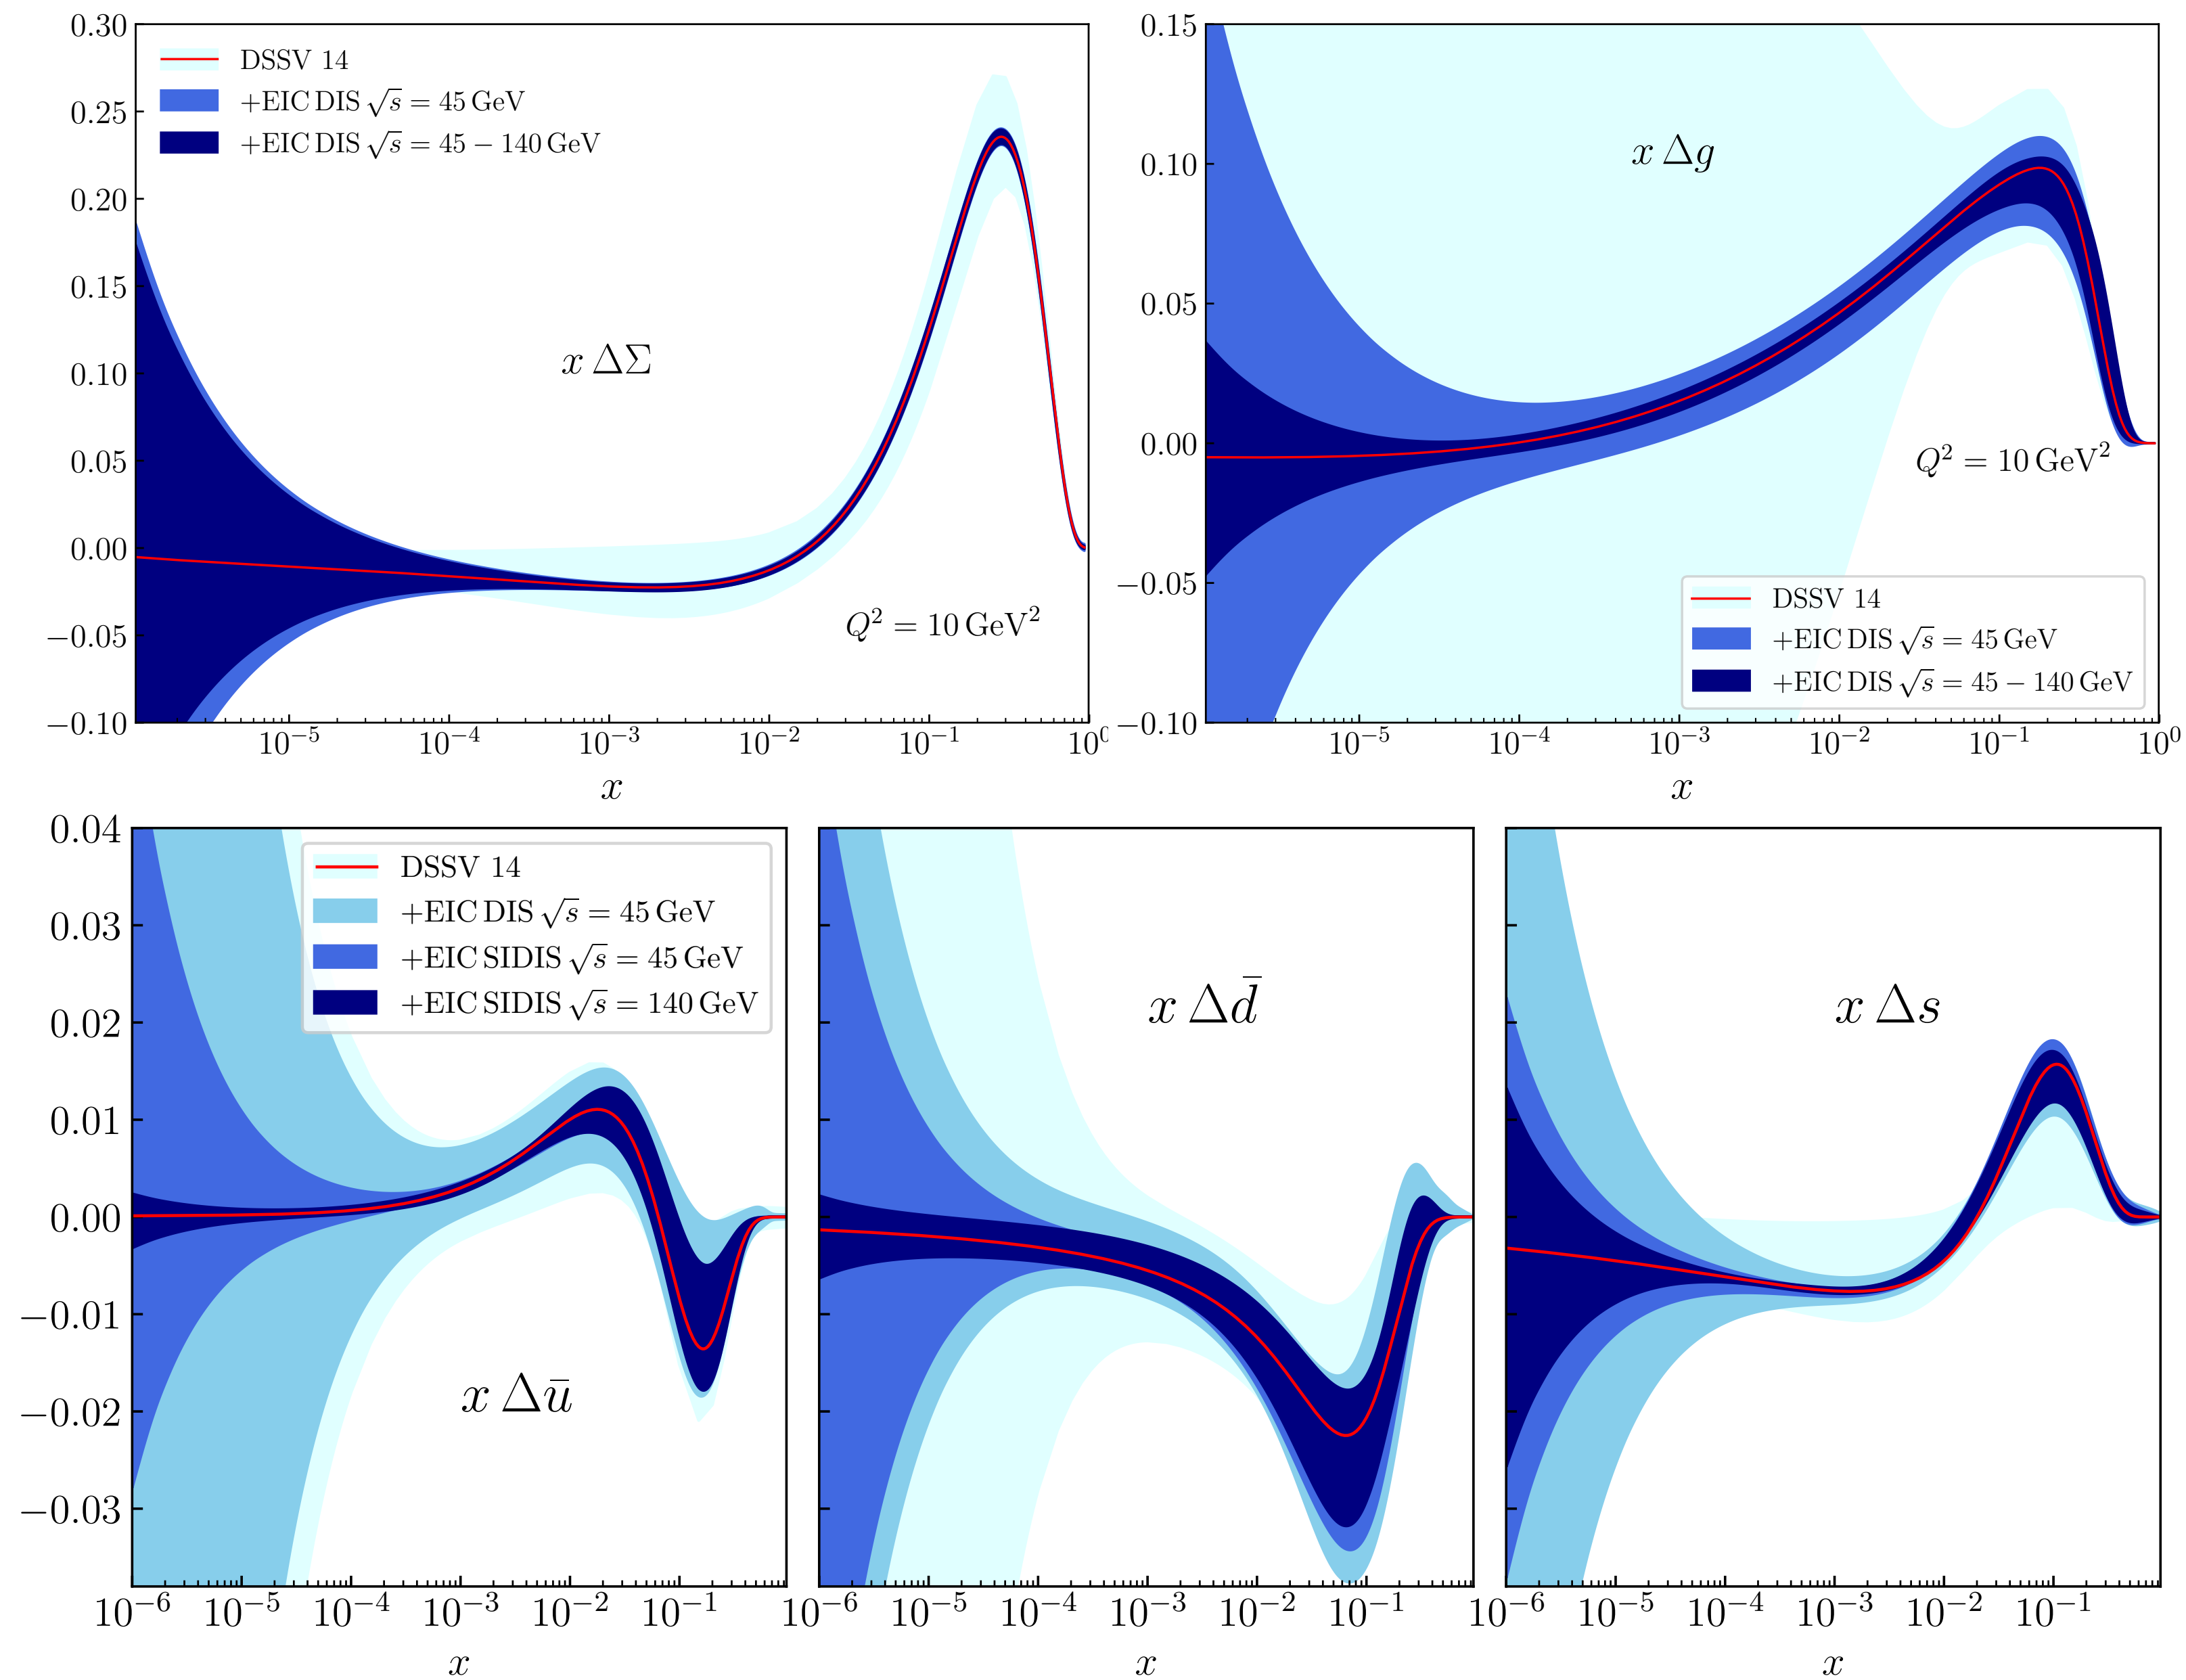 0.30
0.25
0.20
0.15
0.10
0.05
0.00
−0.05
−0.10
DSSV 14
+EIC DIS √s = 45 GeV
+EIC DIS √s = 45 − 140 GeV
x ΔΣ
Q² = 10 GeV²
10⁻⁵ 10⁻⁴ 10⁻³ 10⁻² 10⁻¹ 10⁰
x
0.15
0.10
0.05
0.00
−0.05
−0.10
x Δg
Q² = 10 GeV²
DSSV 14
+EIC DIS √s = 45 GeV
+EIC DIS √s = 45 − 140 GeV
10⁻⁵ 10⁻⁴ 10⁻³ 10⁻² 10⁻¹ 10⁰
x
0.04
0.03
0.02
0.01
0.00
−0.01
−0.02
−0.03
DSSV 14
+EIC DIS √s = 45 GeV
+EIC SIDIS √s = 45 GeV
+EIC SIDIS √s = 140 GeV
x Δū
10⁻⁶ 10⁻⁵ 10⁻⁴ 10⁻³ 10⁻² 10⁻¹
x
x Δd̄
10⁻⁶ 10⁻⁵ 10⁻⁴ 10⁻³ 10⁻² 10⁻¹
x
x Δs
10⁻⁶ 10⁻⁵ 10⁻⁴ 10⁻³ 10⁻² 10⁻¹
x